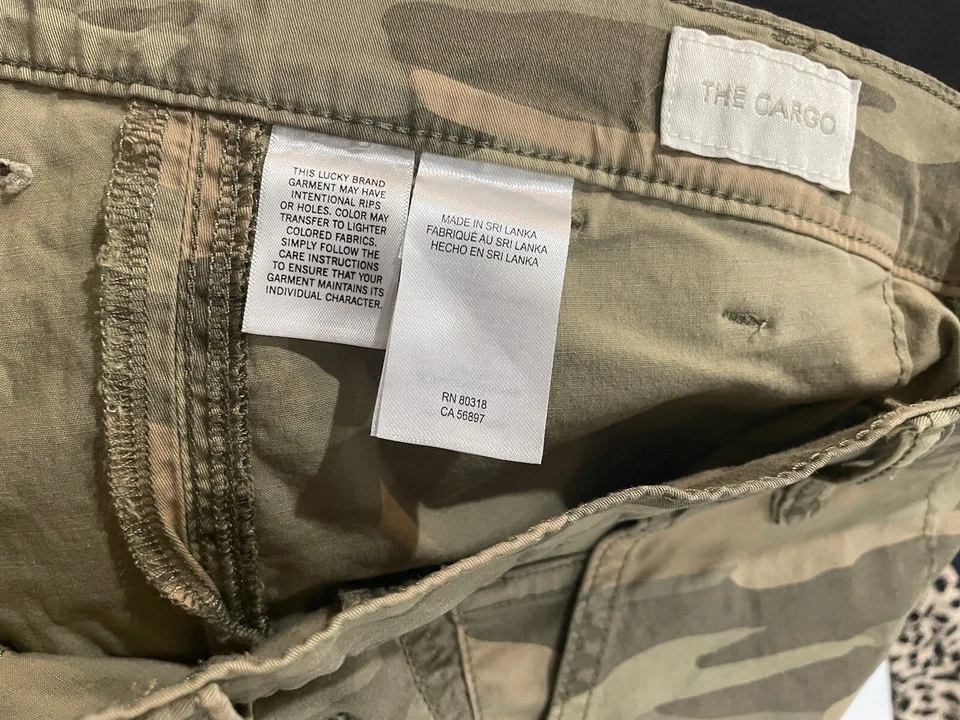 THIS LUCKY BRAND
GARMENT MAY HAVE
INTENTIONAL RIPS
OR HOLES. COLOR MAY
TRANSFER TO LIGHTER
COLORED FABRICS.
SIMPLY FOLLOW THE
CARE INSTRUCTIONS
TO ENSURE THAT YOUR
GARMENT MAINTAINS ITS
INDIVIDUAL CHARACTER.
MADE IN SRI LANKA
FABRIQUÉ AU SRI LANKA
HECHO EN SRI LANKA
RN 80318
CA 56897
THE CARGO